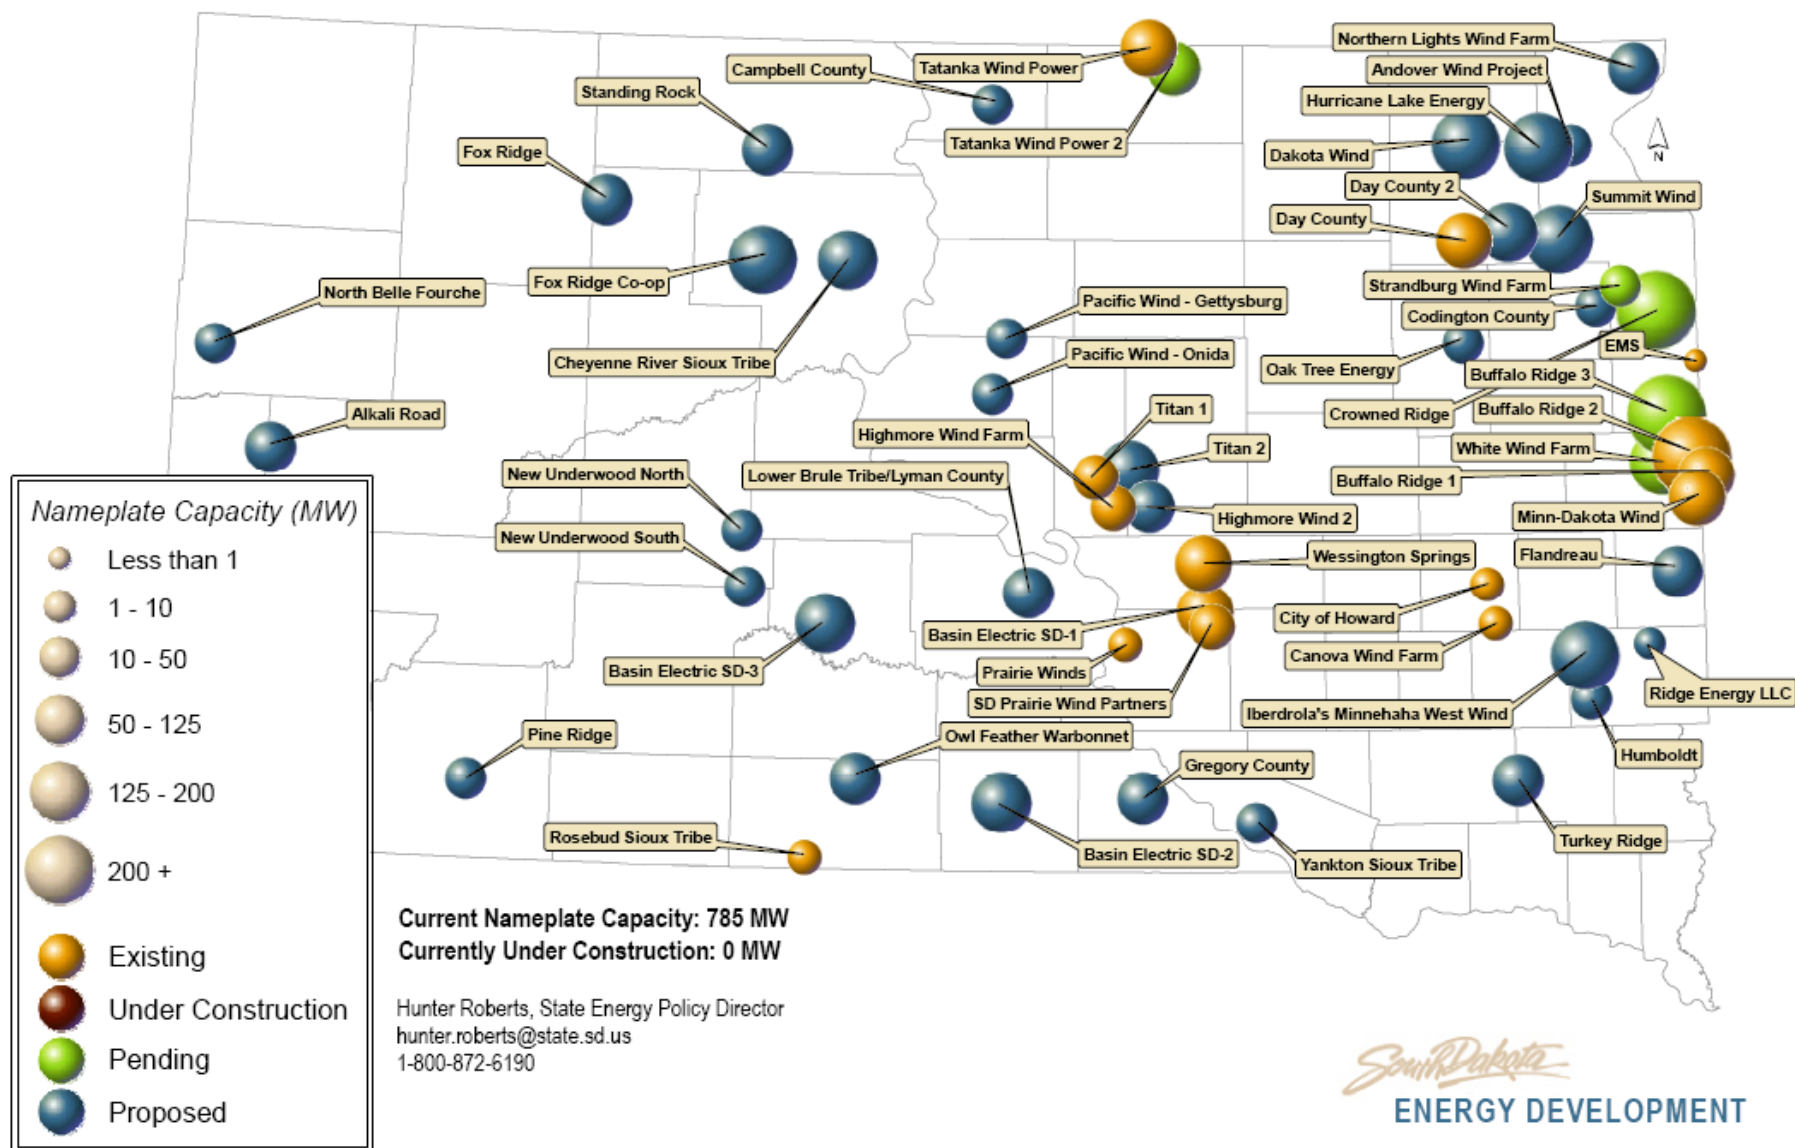 Northern Lights Wind Farm
Campbell County
Tatanka Wind Power
Andover Wind Project
Standing Rock
Hurricane Lake Energy
Tatanka Wind Power 2
Fox Ridge
Dakota Wind
N
Day County 2
Summit Wind
Day County
Fox Ridge Co-op
North Belle Fourche
Strandburg Wind Farm
Pacific Wind - Gettysburg
Codington County
EMS
Cheyenne River Sioux Tribe
Pacific Wind - Onida
Oak Tree Energy
Buffalo Ridge 3
Alkali Road
Titan 1
Crowned Ridge
Buffalo Ridge 2
Highmore Wind Farm
Titan 2
White Wind Farm
New Underwood North
Lower Brule Tribe/Lyman County
Buffalo Ridge 1
Highmore Wind 2
Minn-Dakota Wind
New Underwood South
Wessington Springs
Flandreau
City of Howard
Basin Electric SD-1
Canova Wind Farm
Basin Electric SD-3
Prairie Winds
Ridge Energy LLC
SD Prairie Wind Partners
Iberdrola's Minnehaha West Wind
Pine Ridge
Owl Feather Warbonnet
Humboldt
Gregory County
Rosebud Sioux Tribe
Basin Electric SD-2
Yankton Sioux Tribe
Turkey Ridge
Nameplate Capacity (MW)
Less than 1
1 - 10
10 - 50
50 - 125
125 - 200
200 +
Existing
Under Construction
Pending
Proposed
Current Nameplate Capacity: 785 MW
Currently Under Construction: 0 MW
Hunter Roberts, State Energy Policy Director
hunter.roberts@state.sd.us
1-800-872-6190
South Dakota
ENERGY DEVELOPMENT